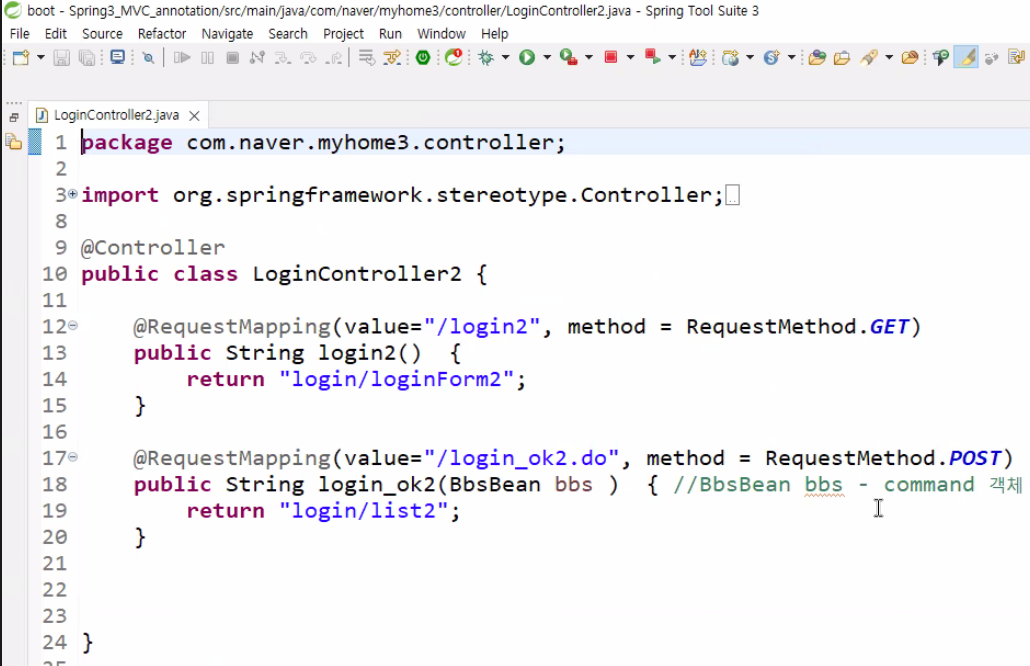 boot - Spring3_MVC_annotation/src/main/java/com/naver/myhome3/controller/LoginController2.java - Spring Tool Suite 3
File Edit Source Refactor Navigate Search Project Run Window Help
LoginController2.java
1 package com.naver.myhome3.controller;
2
3 import org.springframework.stereotype.Controller;
8
9 @Controller
10 public class LoginController2 {
11
12 @RequestMapping(value="/login2", method = RequestMethod.GET)
13 public String login2()  {
14 return "login/loginForm2";
15 }
16
17 @RequestMapping(value="/login_ok2.do", method = RequestMethod.POST)
18 public String login_ok2(BbsBean bbs )  { //BbsBean bbs - command 객체
19 return "login/list2";
20 }
21
22
23
24 }
25